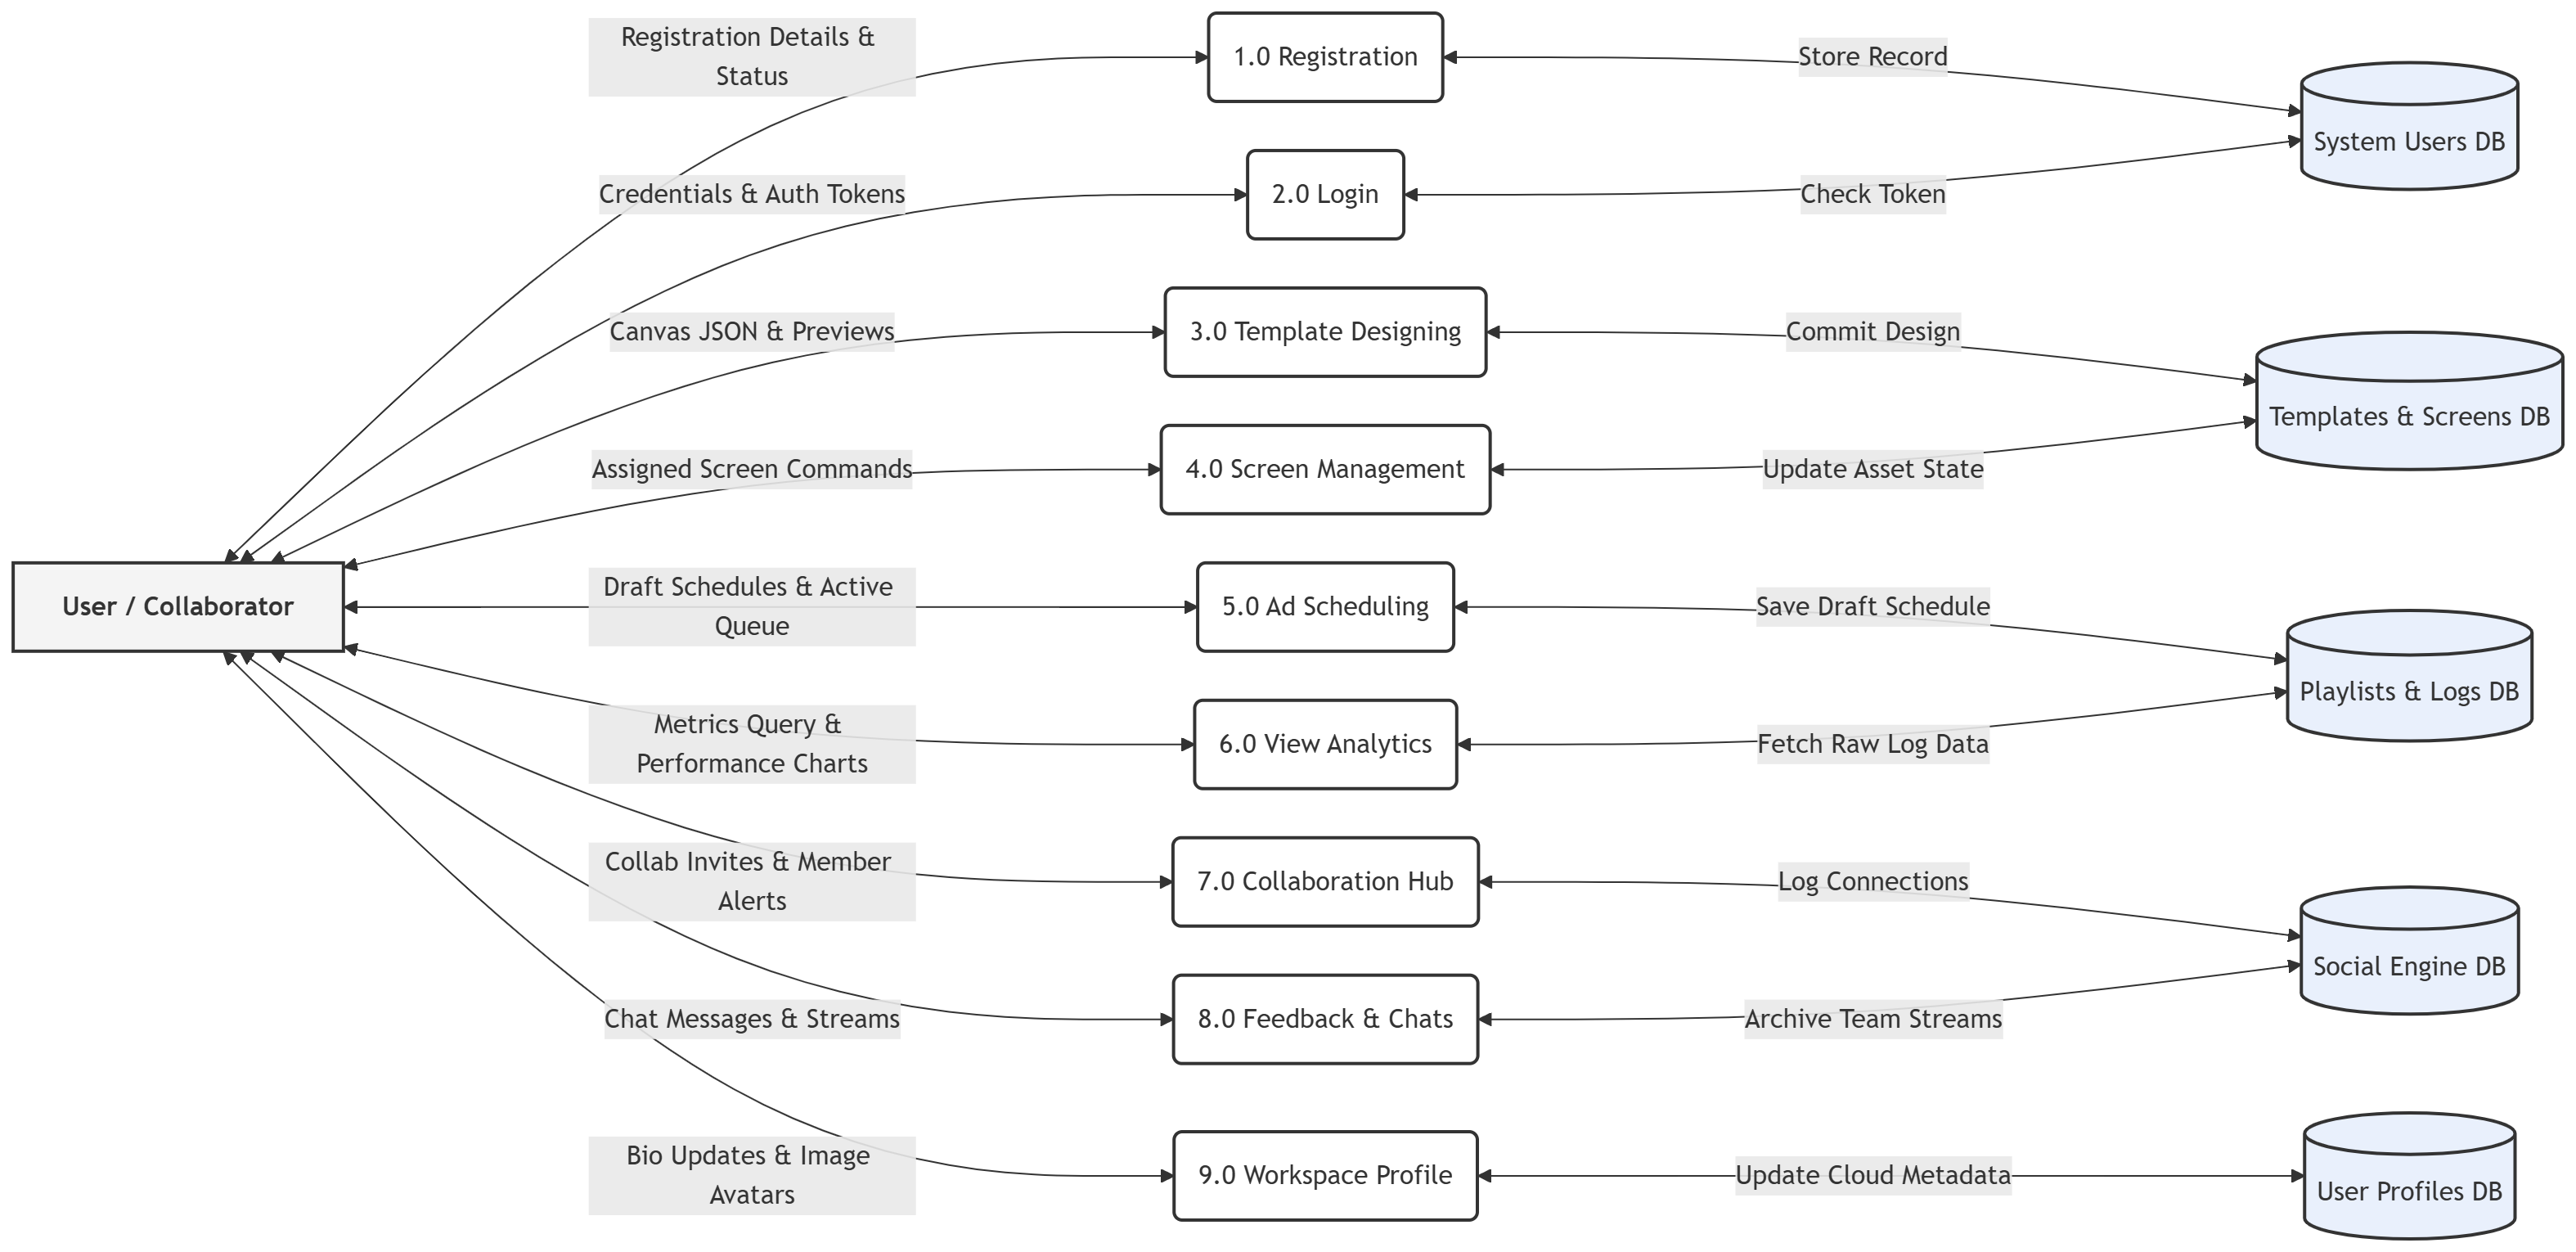 Registration Details &
Status
1.0 Registration
Store Record
System Users DB
Credentials & Auth Tokens
2.0 Login
Check Token
Canvas JSON & Previews
3.0 Template Designing
Commit Design
Templates & Screens DB
Assigned Screen Commands
4.0 Screen Management
Update Asset State
User / Collaborator
Draft Schedules & Active
Queue
5.0 Ad Scheduling
Save Draft Schedule
Playlists & Logs DB
Metrics Query &
Performance Charts
6.0 View Analytics
Fetch Raw Log Data
Collab Invites & Member
Alerts
7.0 Collaboration Hub
Log Connections
Social Engine DB
Chat Messages & Streams
8.0 Feedback & Chats
Archive Team Streams
Bio Updates & Image
Avatars
9.0 Workspace Profile
Update Cloud Metadata
User Profiles DB